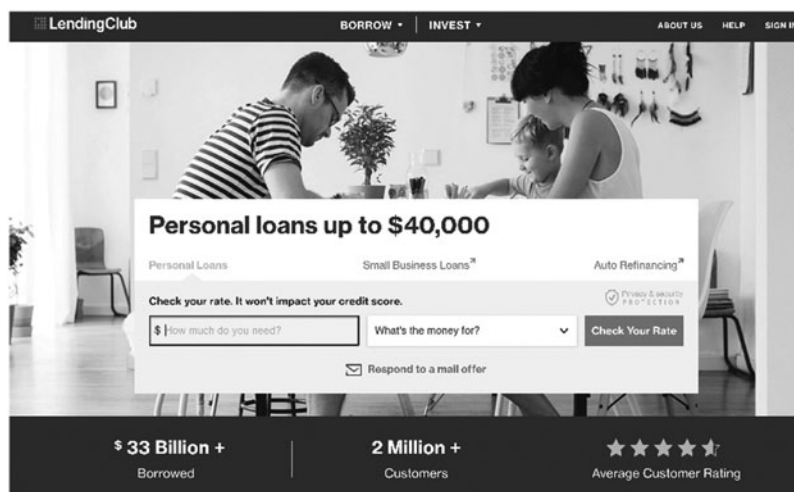 LendingClub
BORROW
INVEST
ABOUT US HELP SIGN IN
Personal loans up to $40,000
Personal Loans
Small Business Loans
Auto Refinancing
Check your rate. It won't impact your credit score.
Privacy & security
PROTECTION
$ How much do you need?
What's the money for?
Check Your Rate
Respond to a mail offer
$ 33 Billion +
Borrowed
2 Million +
Customers
Average Customer Rating